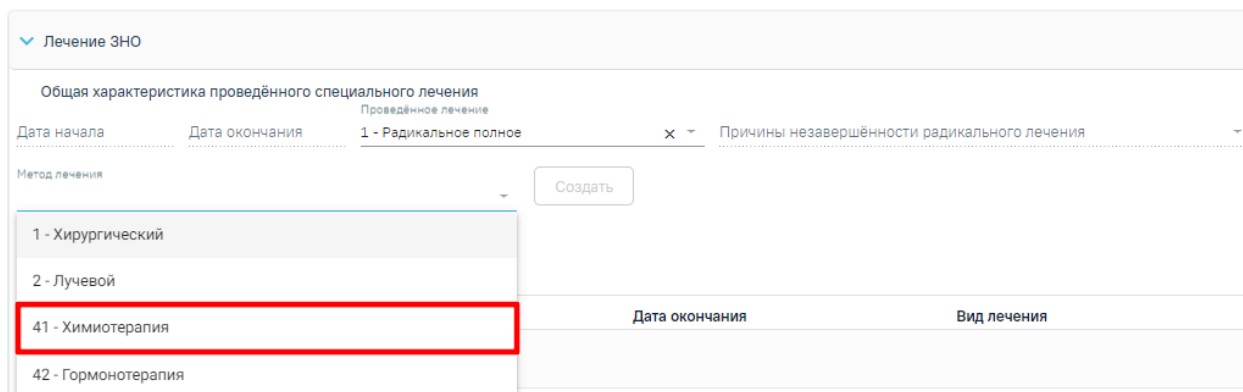 Лечение ЗНО
Общая характеристика проведённого специального лечения
Проведённое лечение
Дата начала Дата окончания 1 - Радикальное полное Причины незавершённости радикального лечения
Метод лечения
Создать
1 - Хирургический
2 - Лучевой
41 - Химиотерапия
Дата окончания Вид лечения
42 - Гормонотерапия